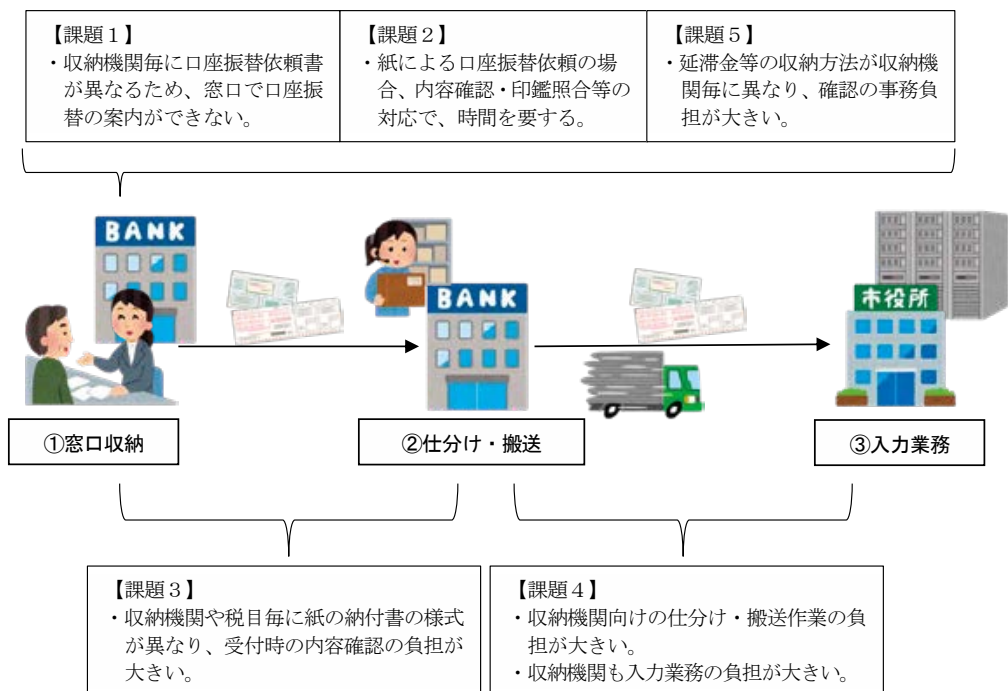 【課題１】
・収納機関毎に口座振替依頼書
が異なるため、窓口で口座振
替の案内ができない。
【課題２】
・紙による口座振替依頼の場
合、内容確認・印鑑照合等の
対応で、時間を要する。
【課題５】
・延滞金等の収納方法が収納機
関毎に異なり、確認の事務負
担が大きい。
BANK
BANK
市役所
①窓口収納
②仕分け・搬送
③入力業務
【課題３】
・収納機関や税目毎に紙の納付書の様式
が異なり、受付時の内容確認の負担が
大きい。
【課題４】
・収納機関向けの仕分け・搬送作業の負
担が大きい。
・収納機関も入力業務の負担が大きい。